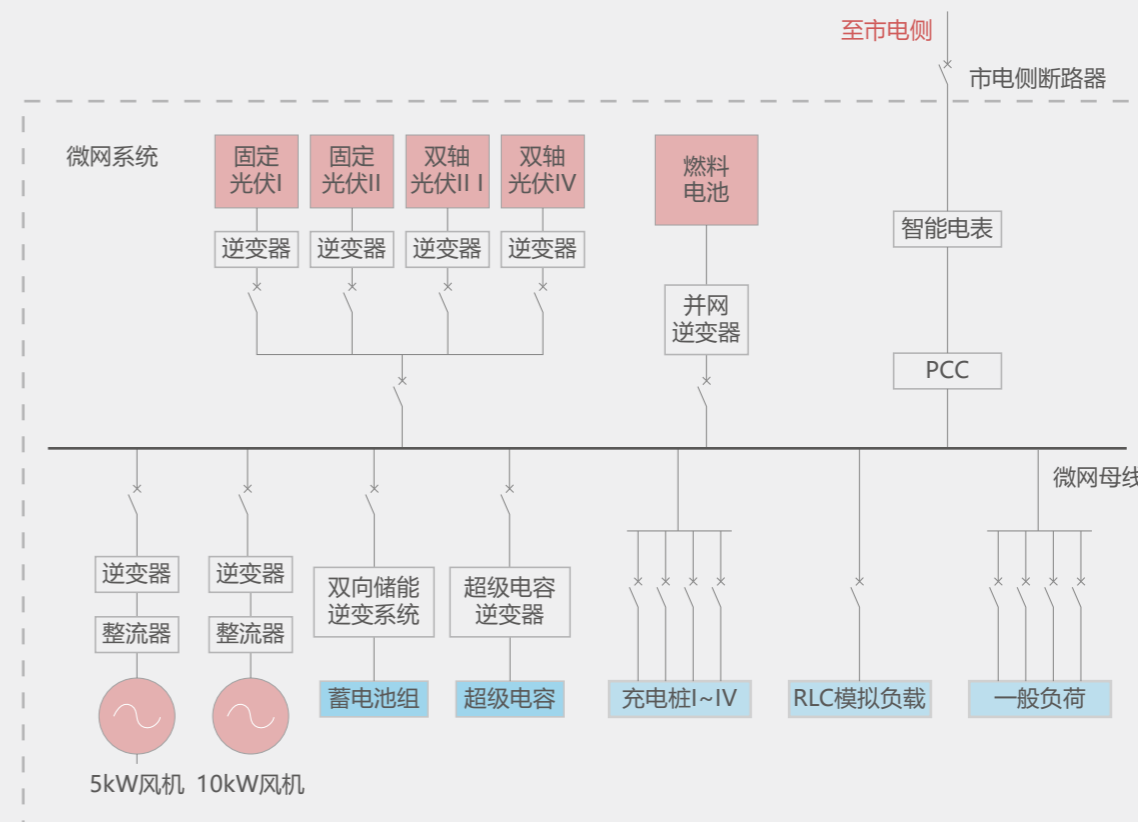 至市电侧
市电侧断路器
微网系统
固定
光伏I
固定
光伏II
双轴
光伏II I
双轴
光伏IV
燃料
电池
逆变器
逆变器
逆变器
逆变器
智能电表
并网
逆变器
PCC
微网母线
逆变器
逆变器
双向储能
逆变系统
超级电容
逆变器
整流器
整流器
蓄电池组
超级电容
充电桩I~IV
RLC模拟负载
一般负荷
5kW风机
10kW风机